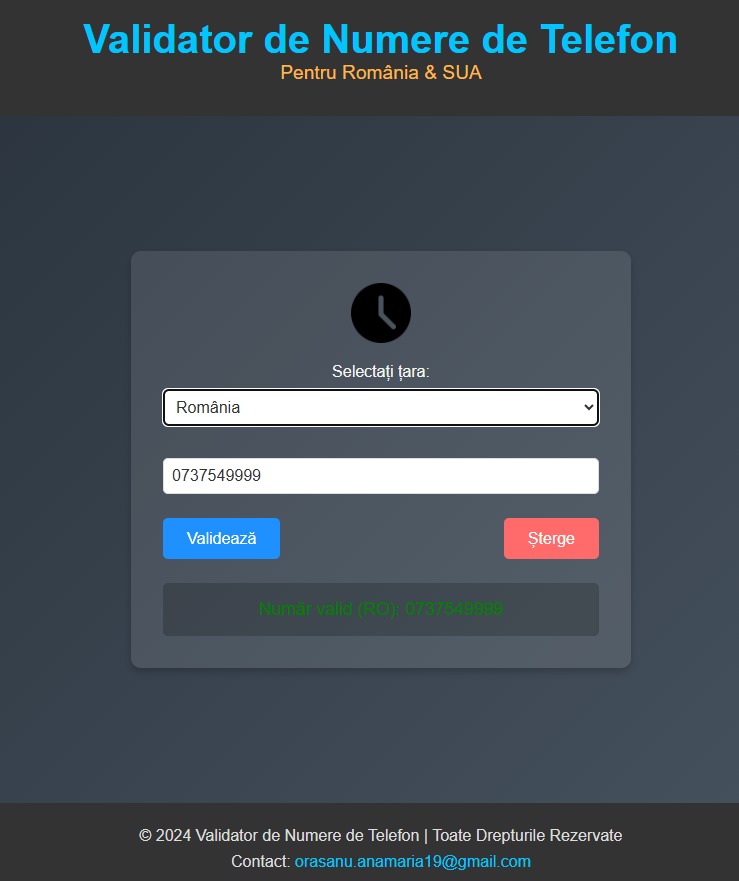 Validator de Numere de Telefon
Pentru România & SUA
Selectați țara:
România
0737549999
Validează
Șterge
Număr valid (RO): 0737549999
© 2024 Validator de Numere de Telefon | Toate Drepturile Rezervate
Contact: orasanu.anamaria19@gmail.com